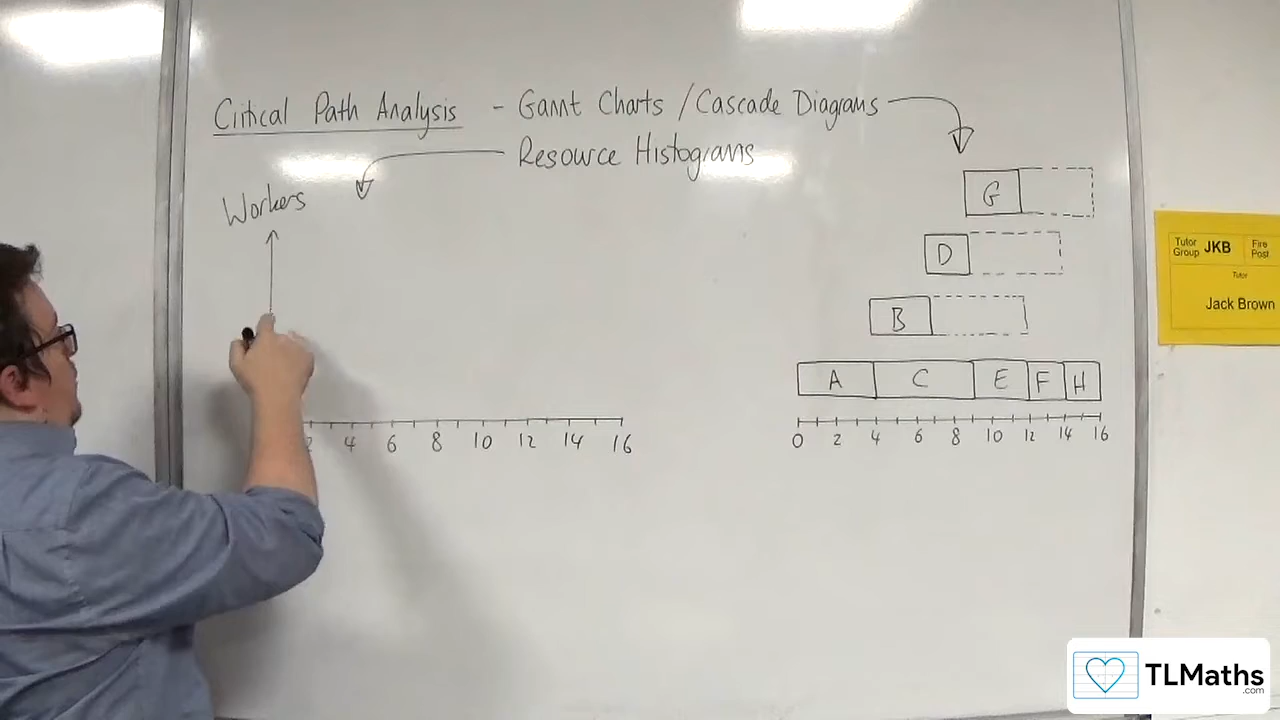 Critical Path Analysis - Gannt Charts / Cascade Diagrams
Resource Histograms
Workers
G
D
B
A C E F H
0 2 4 6 8 10 12 14 16
2 4 6 8 10 12 14 16
Tutor Group JKB Fire Post
Tutor
Jack Brown
TLMaths
.com